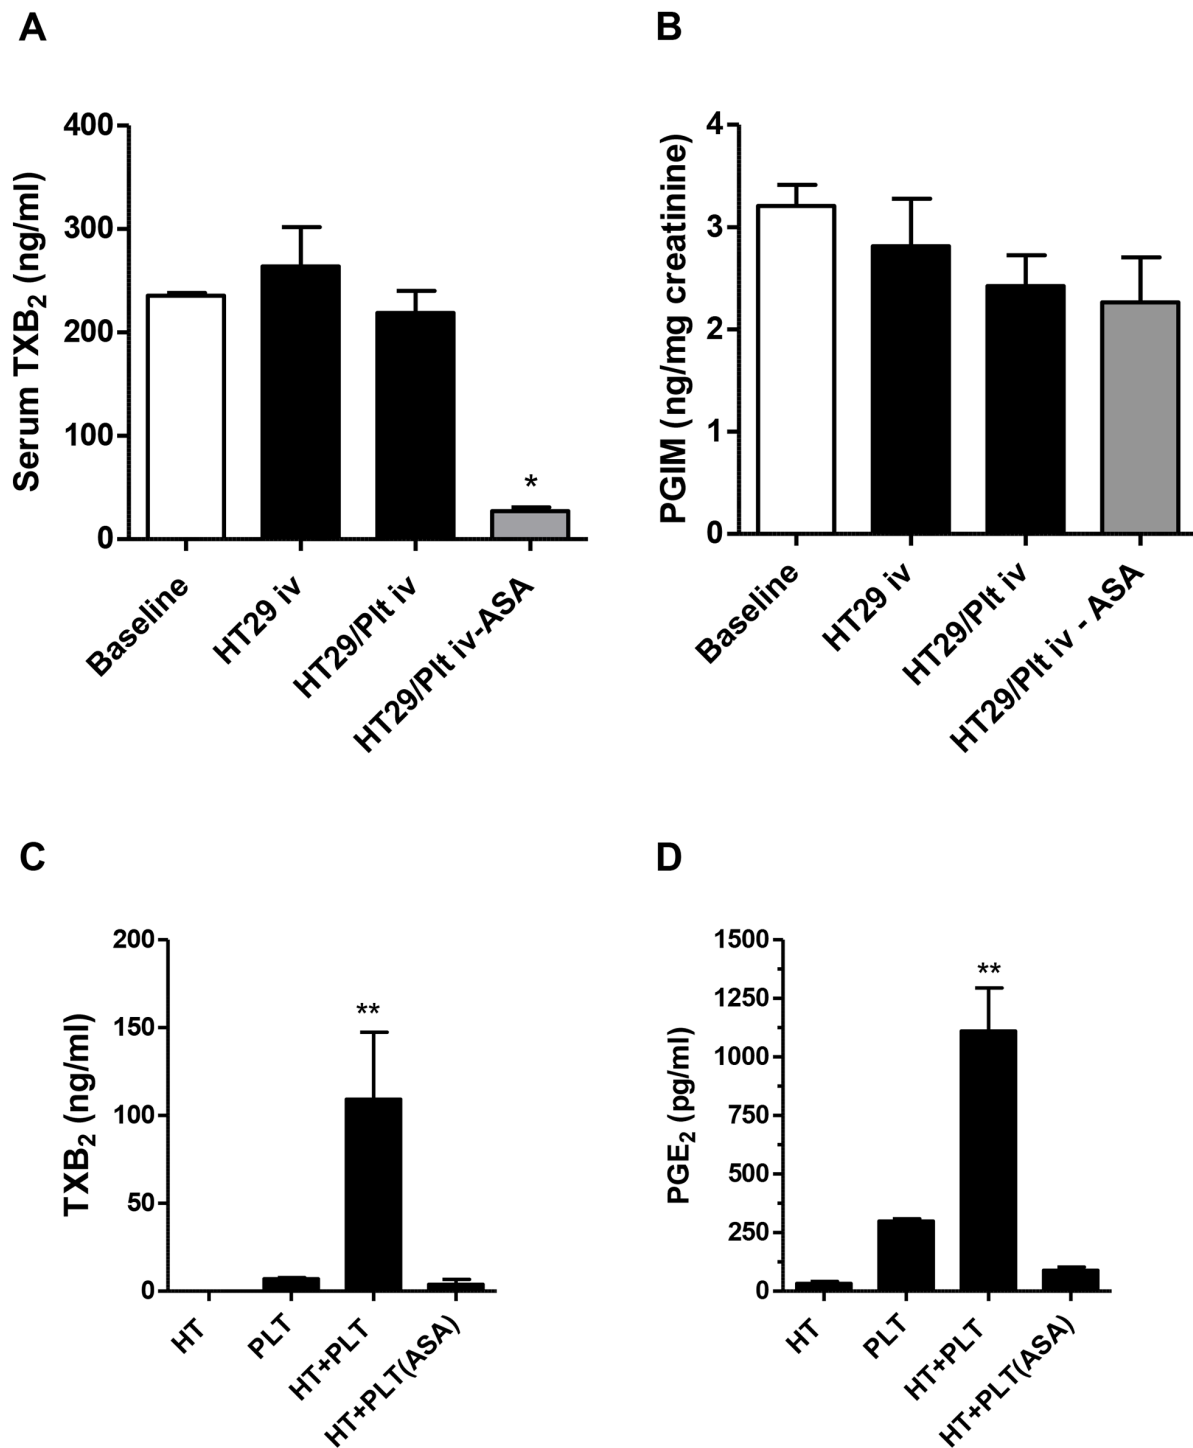 A
Serum TXB2 (ng/ml)
400
300
200
100
0
*
Baseline
HT29 iv
HT29/Plt iv
HT29/Plt iv-ASA
B
PGIM (ng/mg creatinine)
4
3
2
1
0
Baseline
HT29 iv
HT29/Plt iv
HT29/Plt iv - ASA
C
TXB2 (ng/ml)
200
150
100
50
0
**
HT
PLT
HT+PLT
HT+PLT(ASA)
D
PGE2 (pg/ml)
1500
1250
1000
750
500
250
0
**
HT
PLT
HT+PLT
HT+PLT(ASA)